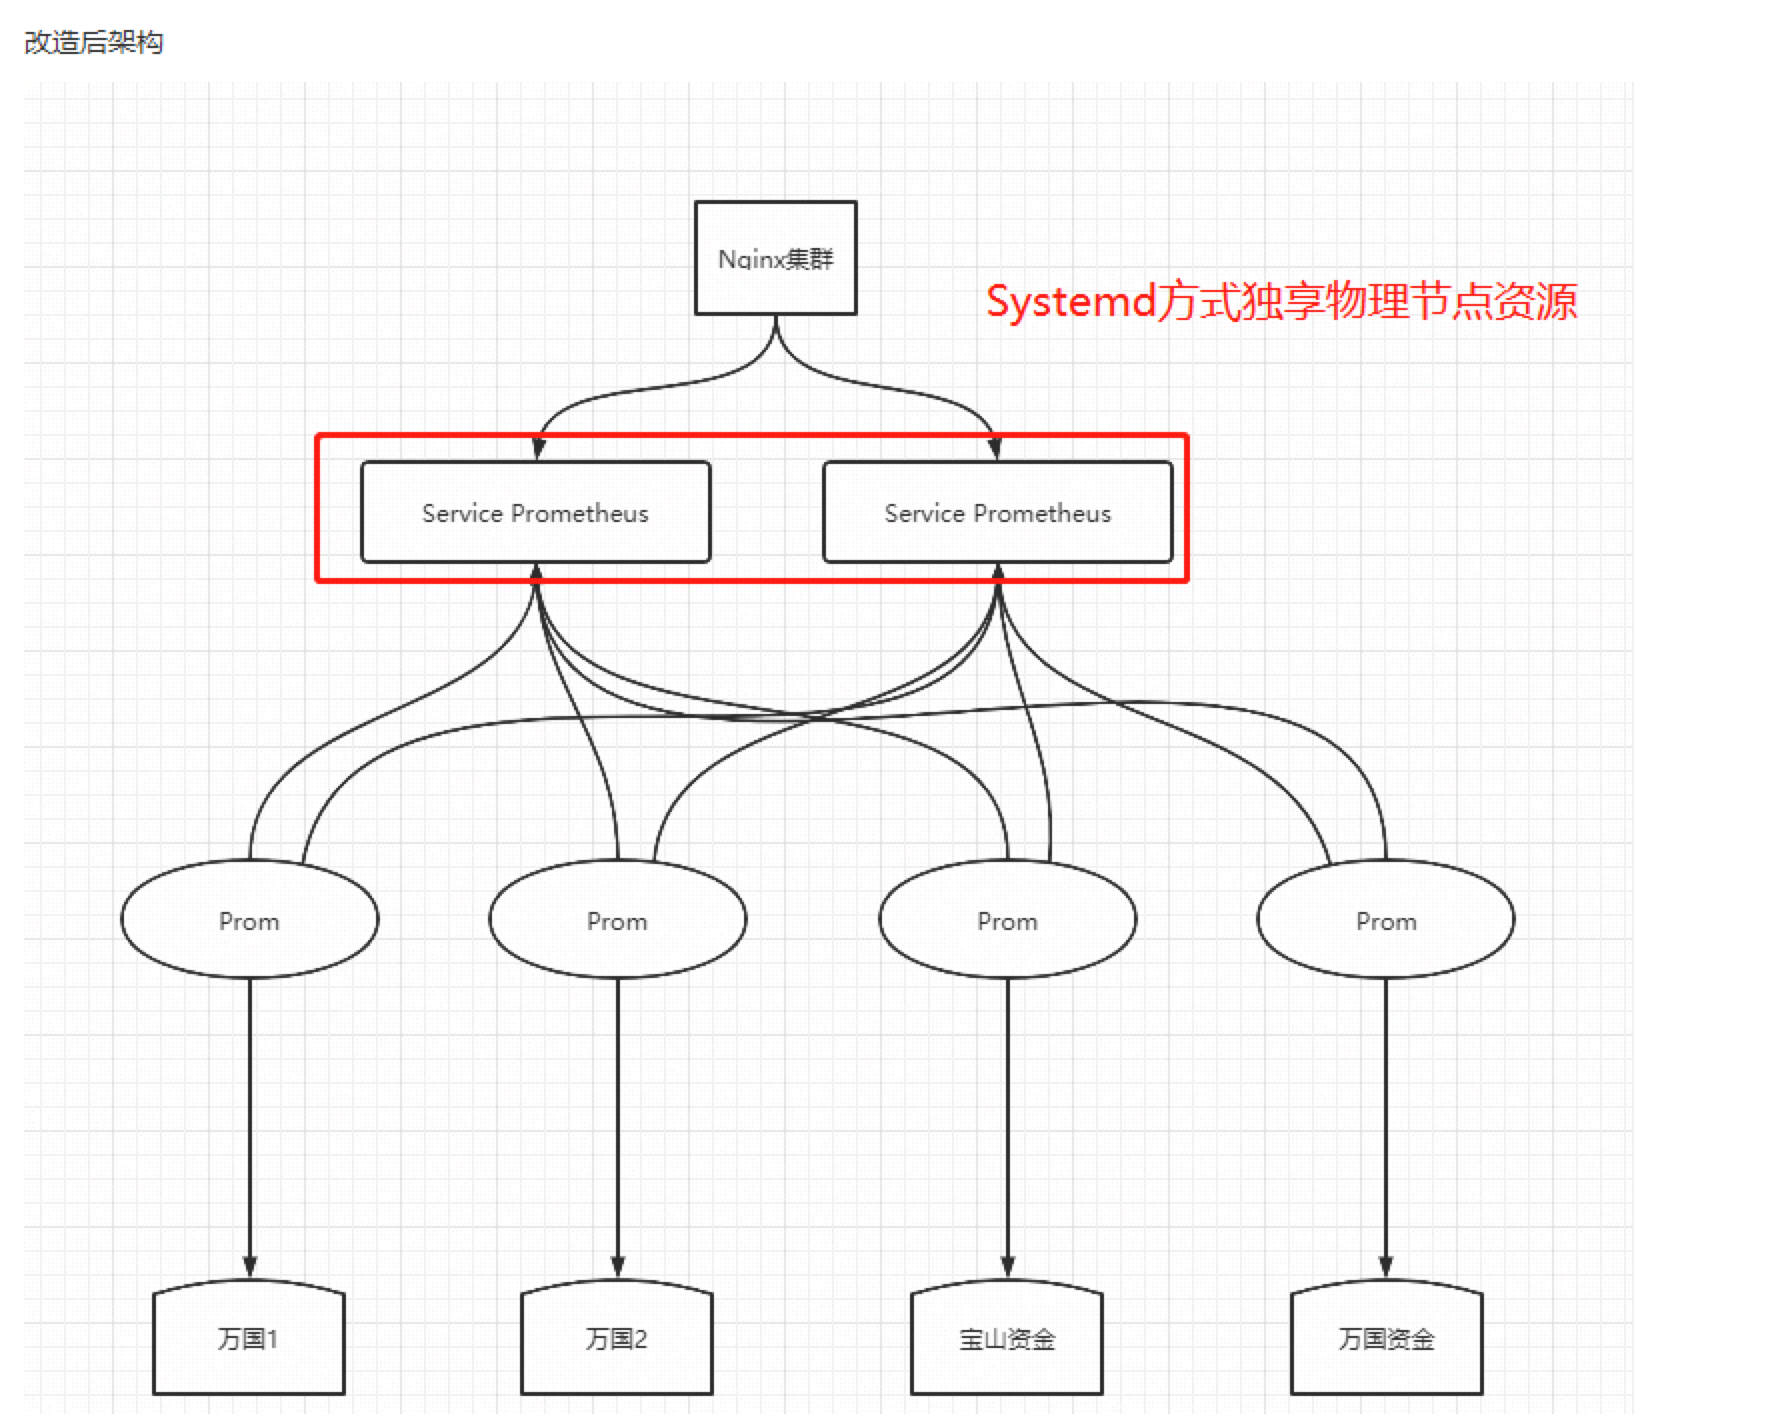 改造后架构
Nginx集群
Systemd方式独享物理节点资源
Service Prometheus
Service Prometheus
Prom
Prom
Prom
Prom
万国1
万国2
宝山资金
万国资金